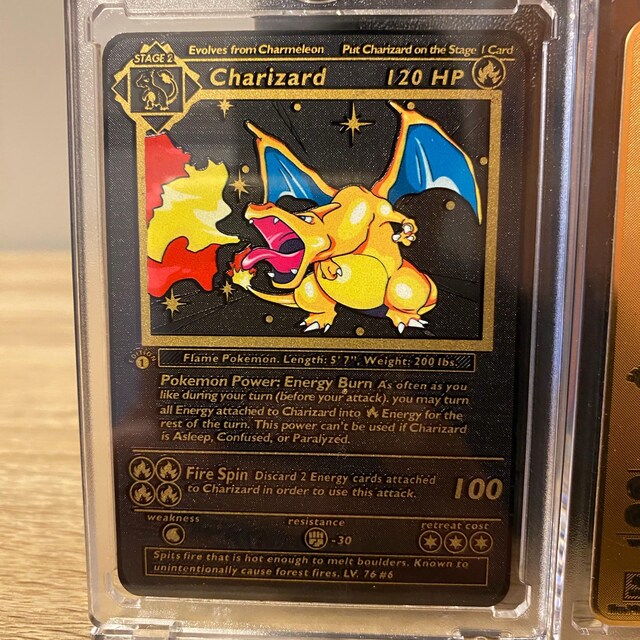 Evolves from Charmeleon Put Charizard on the Stage 1 Card
STAGE 2
Charizard 120 HP
Edition
1
Flame Pokemon. Length: 5' 7", Weight: 200 lbs.
Pokemon Power: Energy Burn As often as you
like during your turn (before your attack), you may turn
all Energy attached to Charizard into Energy for the
rest of the turn. This power can't be used if Charizard
is Asleep, Confused, or Paralyzed.
Fire Spin Discard 2 Energy cards attached
to Charizard in order to use this attack. 100
weakness resistance retreat cost
-30
Spits fire that is hot enough to melt boulders. Known to
unintentionally cause forest fires. LV. 76 #6